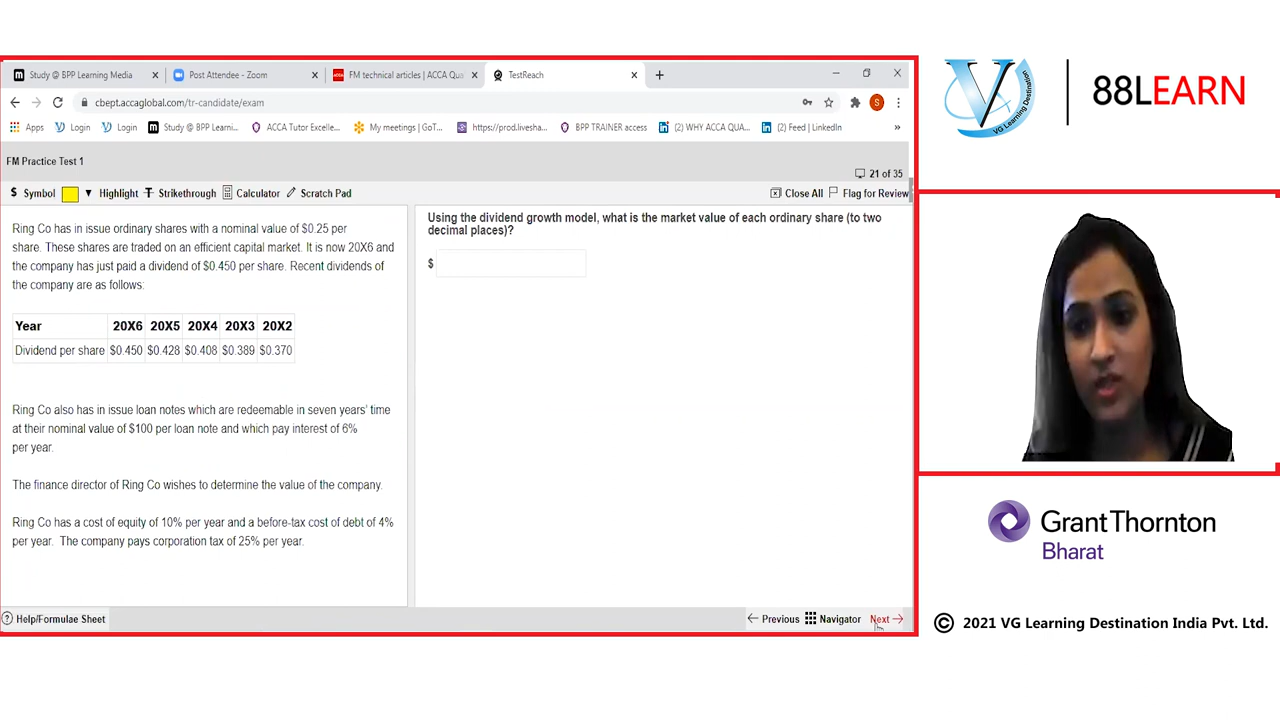 Study @ BPP Learning Media
Post Attendee - Zoom
FM technical articles | ACCA Qua
TestReach
cbept.accaglobal.com/tr-candidate/exam
S
Apps
Login
Login
Study @ BPP Learni...
ACCA Tutor Excelle...
My meetings | GoT...
https://prod.livesha...
BPP TRAINER access
(2) WHY ACCA QUA...
(2) Feed | LinkedIn
»
FM Practice Test 1
21 of 35
$ Symbol
Highlight
Strikethrough
Calculator
Scratch Pad
Close All
Flag for Review
Ring Co has in issue ordinary shares with a nominal value of $0.25 per
share. These shares are traded on an efficient capital market. It is now 20X6 and
the company has just paid a dividend of $0.450 per share. Recent dividends of
the company are as follows:
Year 20X6 20X5 20X4 20X3 20X2
Dividend per share $0.450 $0.428 $0.408 $0.389 $0.370
Ring Co also has in issue loan notes which are redeemable in seven years' time
at their nominal value of $100 per loan note and which pay interest of 6%
per year.
The finance director of Ring Co wishes to determine the value of the company.
Ring Co has a cost of equity of 10% per year and a before-tax cost of debt of 4%
per year. The company pays corporation tax of 25% per year.
Using the dividend growth model, what is the market value of each ordinary share (to two
decimal places)?
$
Help/Formulae Sheet
Previous
Navigator
Next
V
VG Learning Destination
88LEARN
Grant Thornton
Bharat
© 2021 VG Learning Destination India Pvt. Ltd.